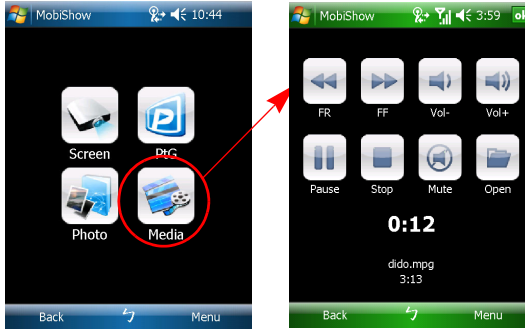 MobiShow 10:44
Screen PtG
Photo Media
Back ㄅ Menu
MobiShow 3:59 ok
FR FF Vol- Vol+
Pause Stop Mute Open
0:12
dido.mpg
3:13
Back ㄅ Menu